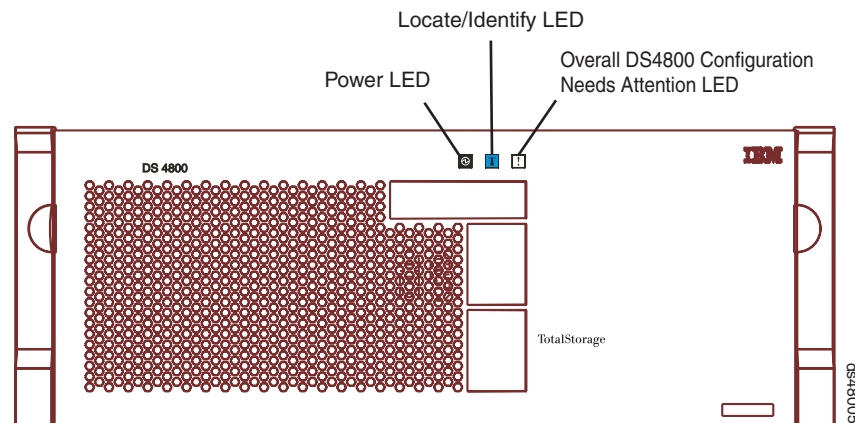 Locate/Identify LED
Overall DS4800 Configuration
Needs Attention LED
Power LED
DS 4800
!
IBM
TotalStorage
ds48005